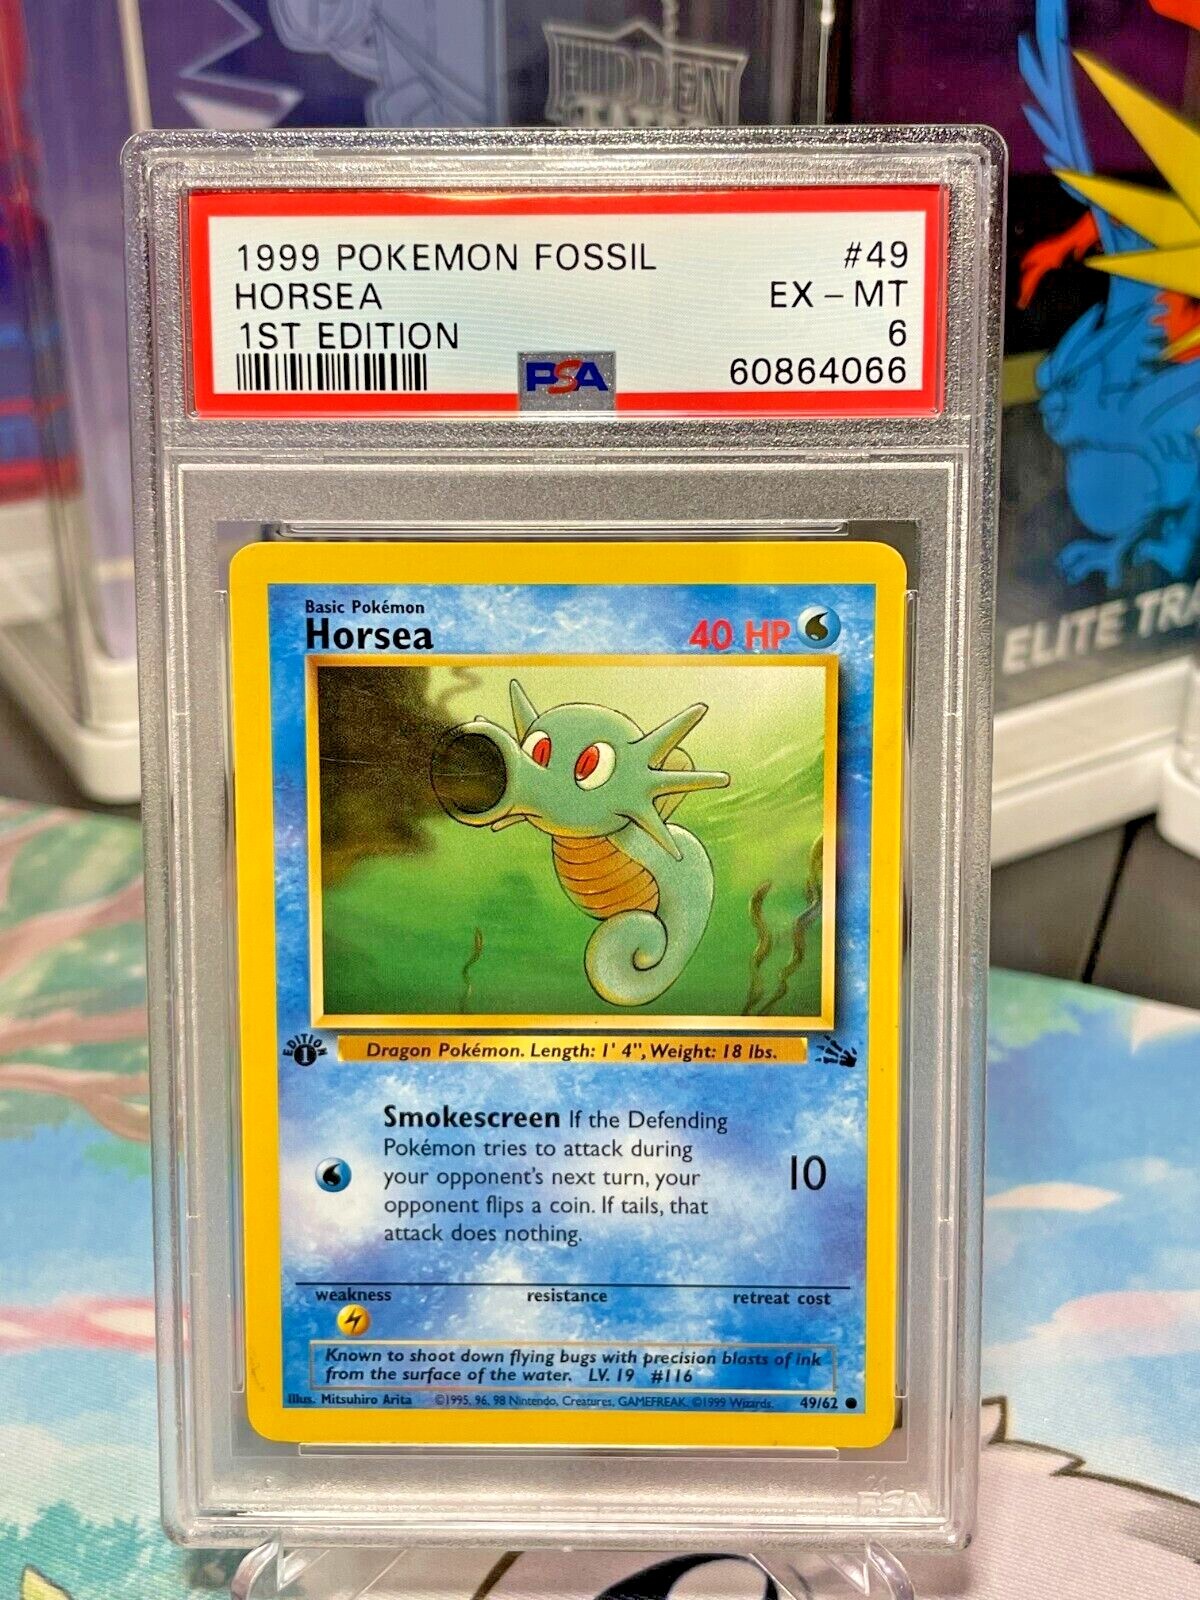 HIDDEN
1999 POKEMON FOSSIL #49
HORSEA EX - MT
1ST EDITION 6
PSA 60864066
ELITE TRA
Basic Pokémon
Horsea 40 HP
EDITION 1
Dragon Pokémon. Length: 1' 4", Weight: 18 lbs.
Smokescreen If the Defending
Pokémon tries to attack during
your opponent's next turn, your
opponent flips a coin. If tails, that
attack does nothing.
10
weakness resistance retreat cost
Known to shoot down flying bugs with precision blasts of ink
from the surface of the water. LV. 19 #116
Illus. Mitsuhiro Arita ©1995, 96, 98 Nintendo, Creatures, GAMEFREAK. ©1999 Wizards. 49/62
PSA